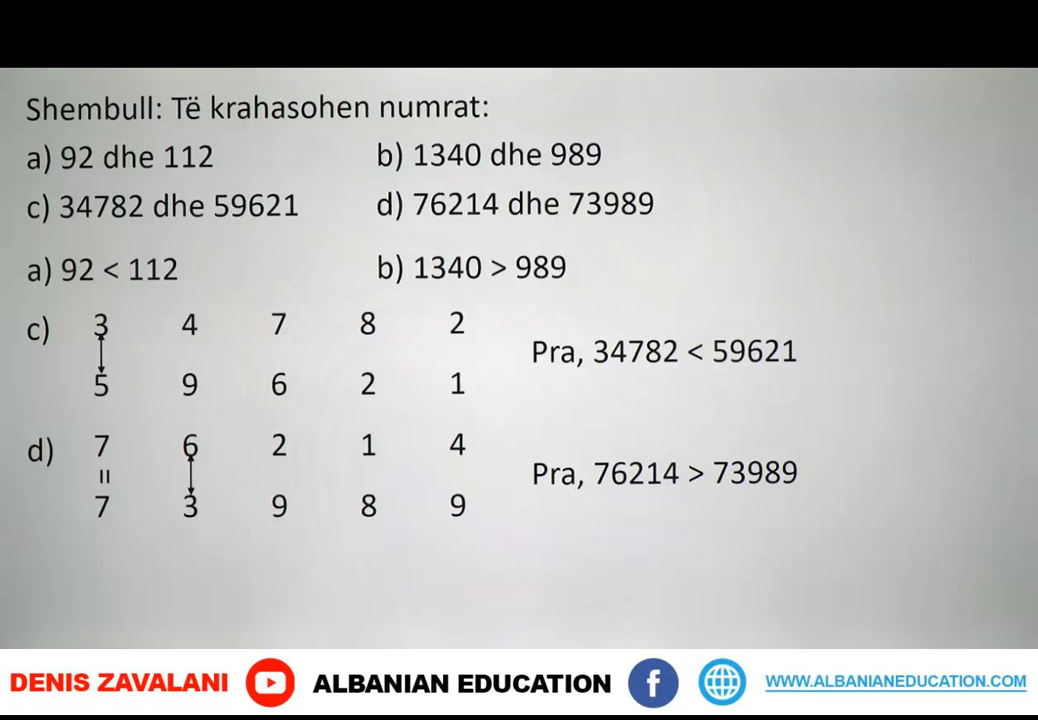 Shembull: Të krahasohen numrat:
a) 92 dhe 112 b) 1340 dhe 989
c) 34782 dhe 59621 d) 76214 dhe 73989
a) 92 < 112 b) 1340 > 989
c) 3 4 7 8 2
Pra, 34782 < 59621
5 9 6 2 1
d) 7 6 2 1 4
= Pra, 76214 > 73989
7 3 9 8 9
DENIS ZAVALANI ALBANIAN EDUCATION f WWW.ALBANIANEDUCATION.COM